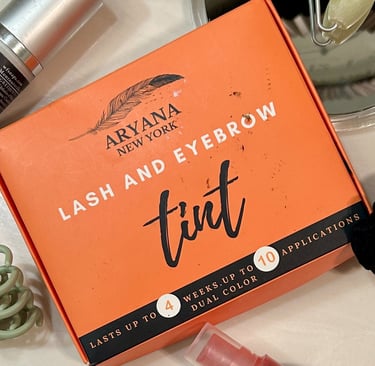 ARYANA
NEW YORK
LASH AND EYEBROW
tint
LASTS UP TO 4 WEEKS.UP TO 10 APPLICATIONS
DUAL COLOR